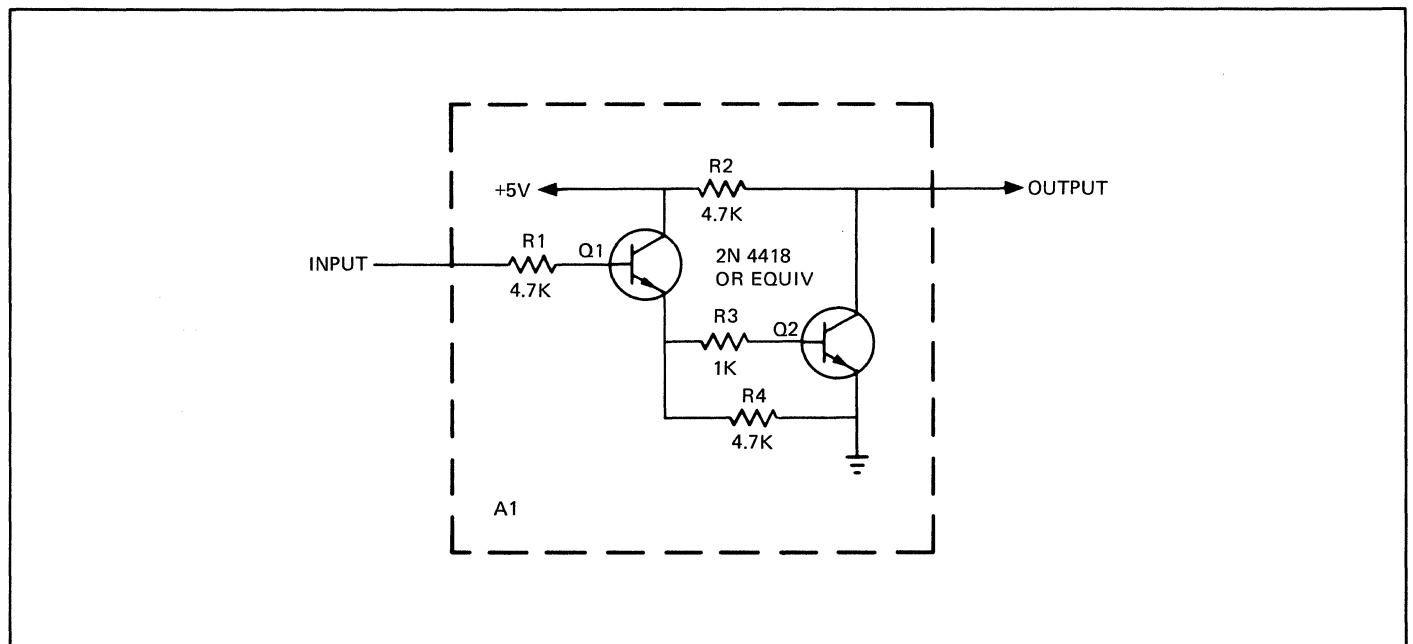 R2
+5V
OUTPUT
4.7K
R1
Q1
2N 4418
INPUT
OR EQUIV
4.7K
R3
Q2
1K
R4
4.7K
A1